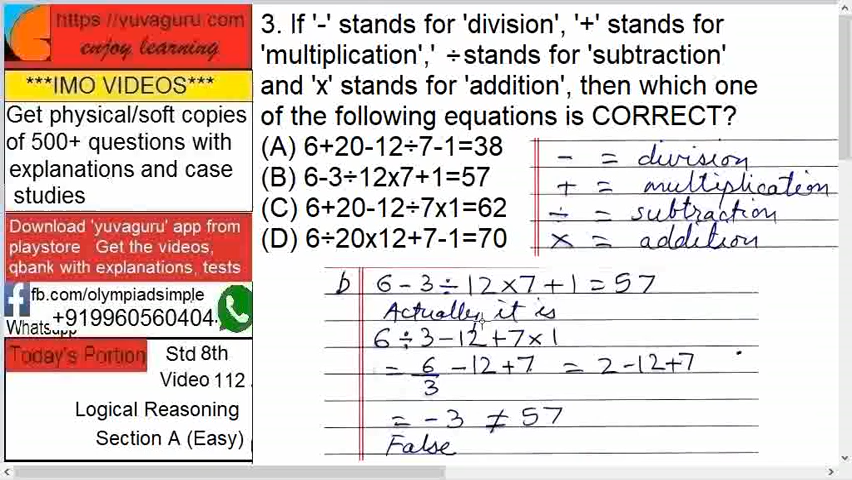 https://yuvaguru.com
enjoy learning
***IMO VIDEOS***
Get physical/soft copies
of 500+ questions with
explanations and case
studies
Download 'yuvaguru' app from
playstore Get the videos,
qbank with explanations, tests
fb.com/olympiadsimple
Whatsapp
+919960560404
Today's Portion
Std 8th
Video 112
Logical Reasoning
Section A (Easy)
3. If '-' stands for 'division', '+' stands for
'multiplication',' ÷stands for 'subtraction'
and 'x' stands for 'addition', then which one
of the following equations is CORRECT?
(A) 6+20-12÷7-1=38
(B) 6-3÷12x7+1=57
(C) 6+20-12÷7x1=62
(D) 6÷20x12+7-1=70
- = division
+ = multiplication
÷ = subtraction
× = addition
b 6 - 3 ÷ 12 × 7 + 1 = 57
Actually, it is
6 ÷ 3 - 12 + 7 × 1
= 6/3 - 12 + 7 = 2 - 12 + 7
= - 3 ≠ 57
False